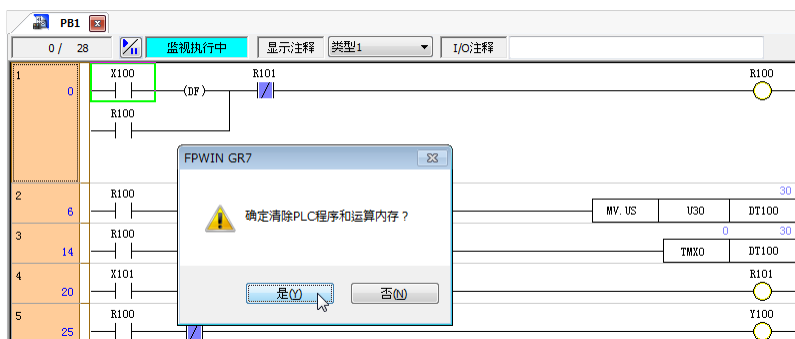 PB1
0 / 28 监视执行中 显示注释 类型1 I/O注释
1 X100 R101 R100
0 (DF)
R100
FPWIN GR7
确定清除PLC程序和运算内存？
是(Y) 否(N)
2 R100 30
6 MV.US U30 DT100
3 R100 0 30
14 TMX0 DT100
4 X101 R101
20
5 R100 Y100
25